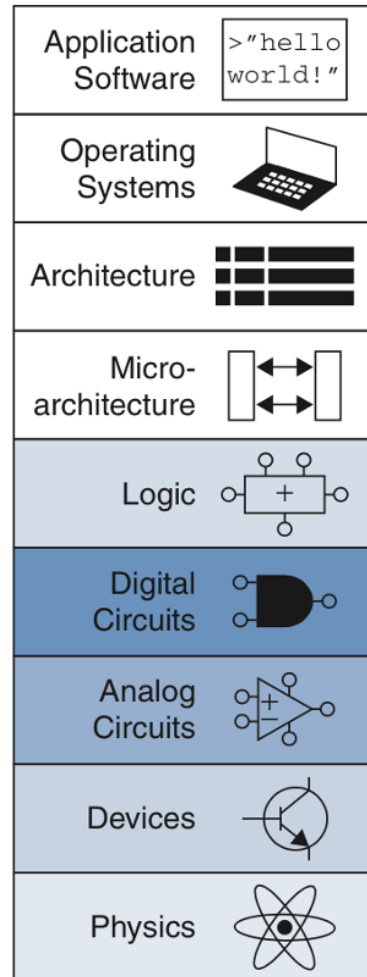 Application
Software
>"hello
world!"
Operating
Systems
Architecture
Micro-
architecture
Logic
+
Digital
Circuits
Analog
Circuits
+
−
Devices
Physics